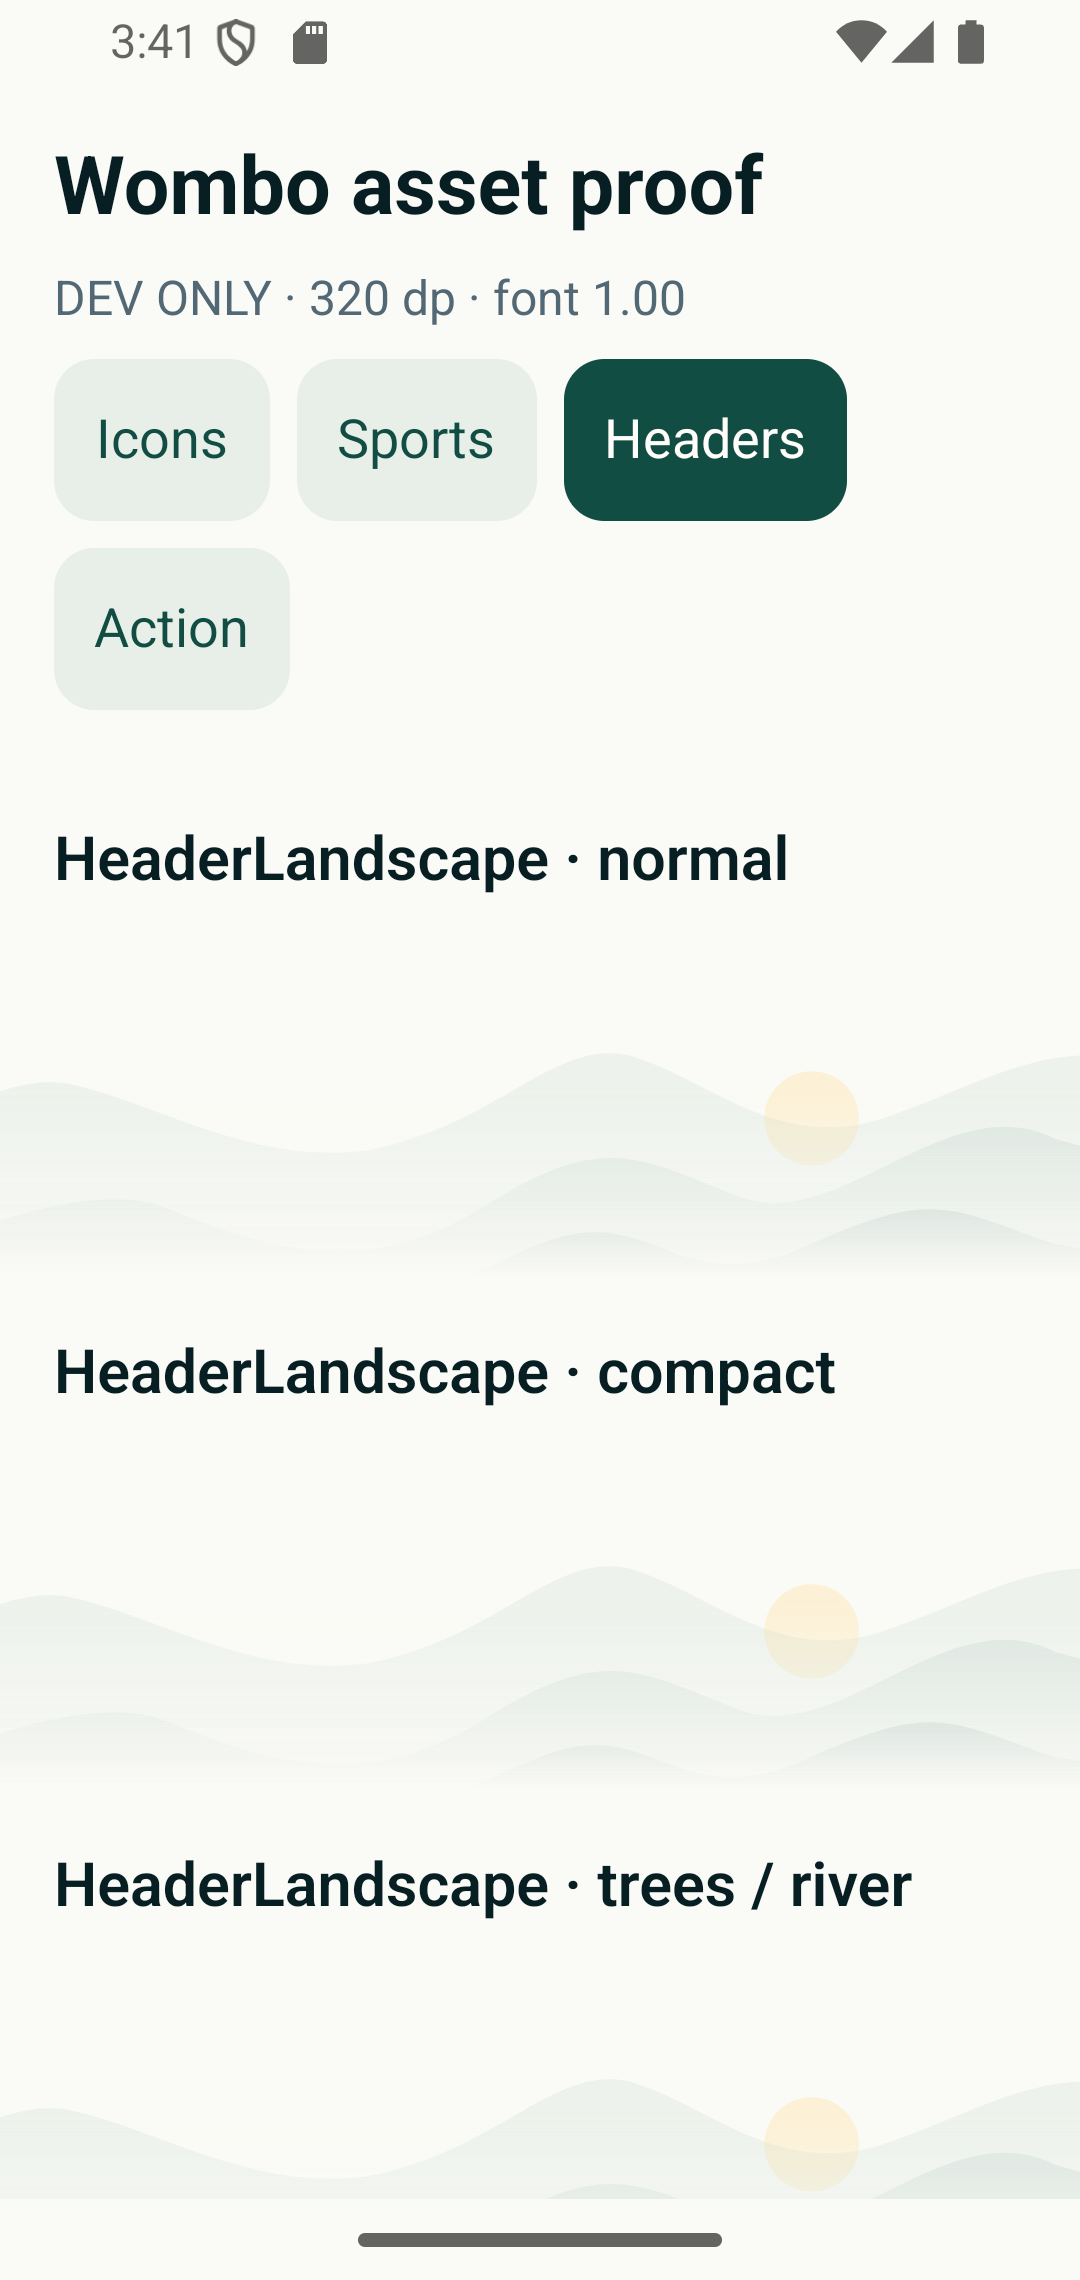 3:41
Wombo asset proof
DEV ONLY · 320 dp · font 1.00
Icons Sports Headers
Action
HeaderLandscape · normal
HeaderLandscape · compact
HeaderLandscape · trees / river